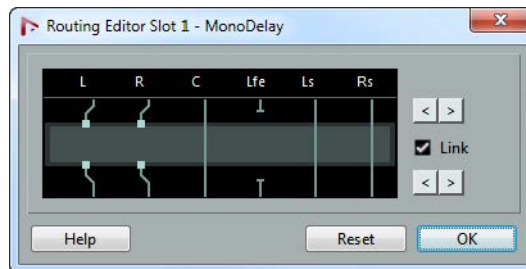 Routing Editor Slot 1 - MonoDelay
L R C Lfe Ls Rs
< >
Link
< >
Help Reset OK